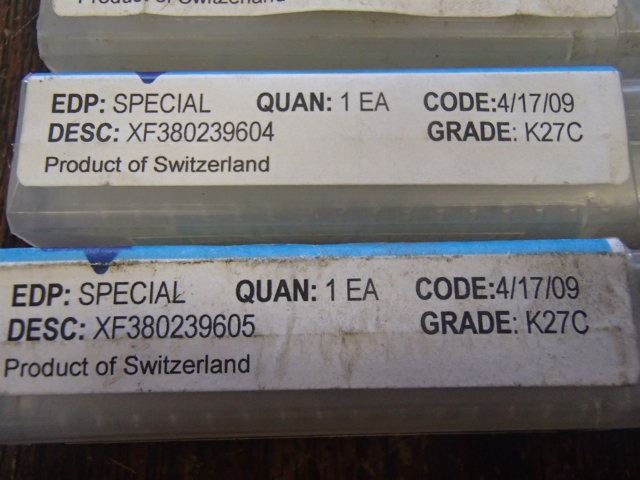 Product of Switzerland
EDP: SPECIAL QUAN: 1 EA CODE:4/17/09
DESC: XF380239604 GRADE: K27C
Product of Switzerland
EDP: SPECIAL QUAN: 1 EA CODE:4/17/09
DESC: XF380239605 GRADE: K27C
Product of Switzerland